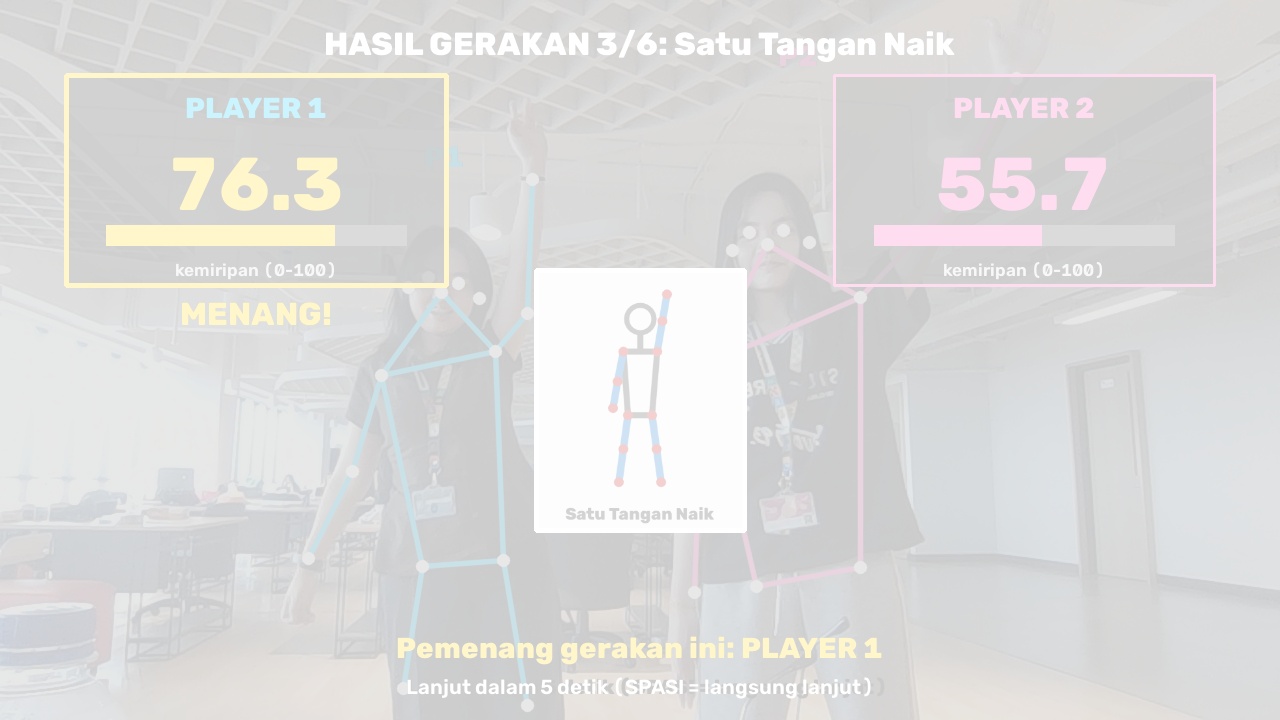 HASIL GERAKAN 3/6: Satu Tangan Naik
PLAYER 1
76.3
kemiripan (0-100)
MENANG!
PLAYER 2
55.7
kemiripan (0-100)
Satu Tangan Naik
Pemenang gerakan ini: PLAYER 1
Lanjut dalam 5 detik (SPASI = langsung lanjut)